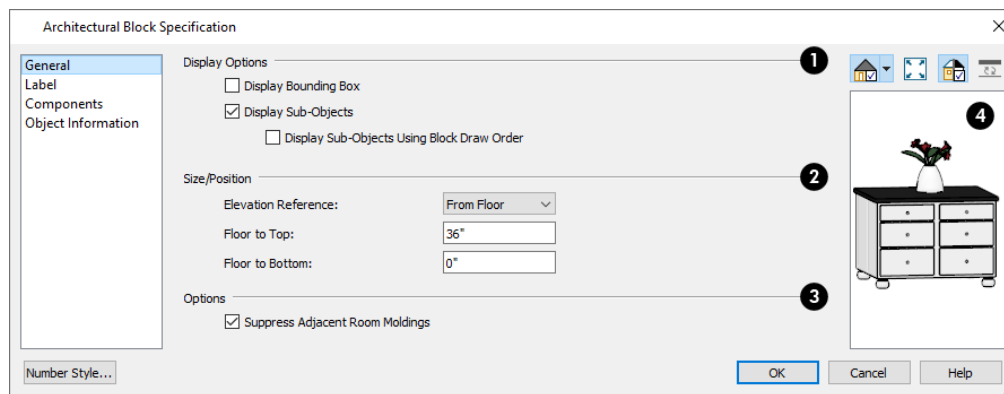 Architectural Block Specification
General
Label
Components
Object Information
Display Options
1
Display Bounding Box
Display Sub-Objects
Display Sub-Objects Using Block Draw Order
Size/Position
2
Elevation Reference:
From Floor
Floor to Top:
36"
Floor to Bottom:
0"
Options
3
Suppress Adjacent Room Moldings
4
Number Style...
OK
Cancel
Help